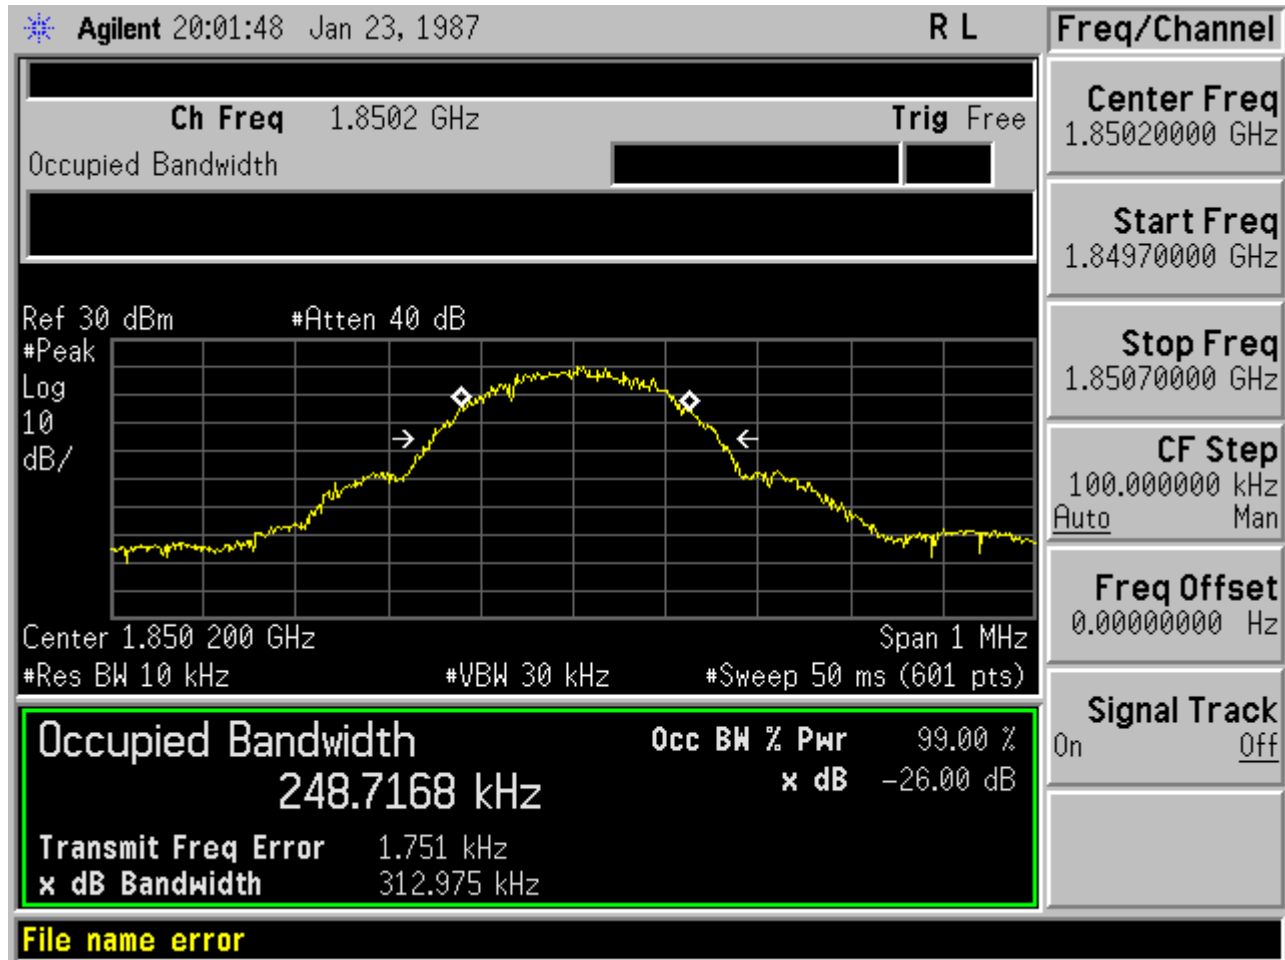 Agilent 20:01:48 Jan 23, 1987 R L
Freq/Channel
Ch Freq 1.8502 GHz Trig Free
Occupied Bandwidth
Ref 30 dBm #Atten 40 dB
#Peak
Log
10
dB/
Center 1.850 200 GHz Span 1 MHz
#Res BW 10 kHz #VBW 30 kHz #Sweep 50 ms (601 pts)
Occupied Bandwidth Occ BW % Pwr 99.00 %
248.7168 kHz x dB -26.00 dB
Transmit Freq Error 1.751 kHz
x dB Bandwidth 312.975 kHz
File name error
Center Freq
1.85020000 GHz
Start Freq
1.84970000 GHz
Stop Freq
1.85070000 GHz
CF Step
100.000000 kHz
Auto Man
Freq Offset
0.00000000 Hz
Signal Track
On Off